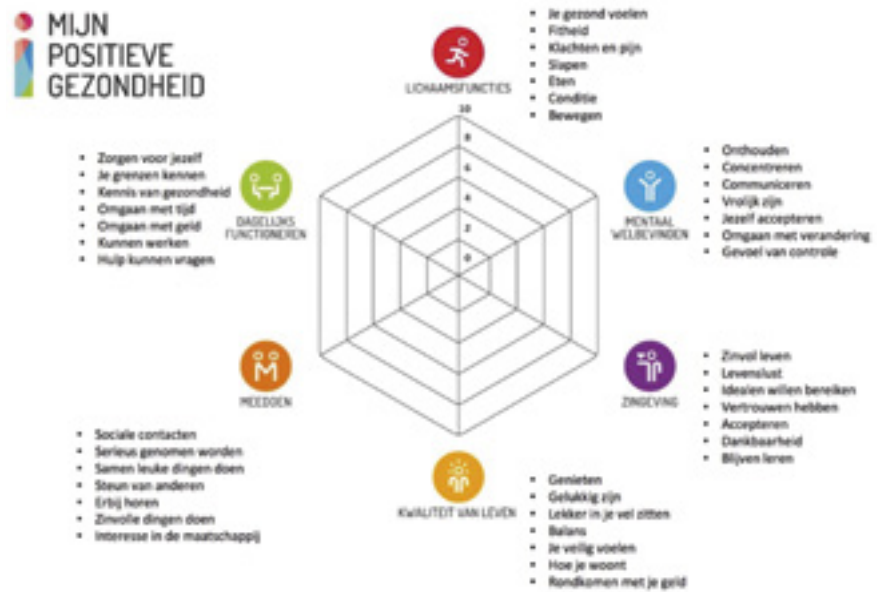 MIJN
POSITIEVE
GEZONDHEID
LICHAAMSFUNCTIES
Je gezond voelen
Fitheid
Klachten en pijn
Slapen
Eten
Conditie
Bewegen
10
8
6
4
2
0
MENTAAL
WELBEVINDEN
Onthouden
Concentreren
Communiceren
Vrolijk zijn
Jezelf accepteren
Omgaan met verandering
Gevoel van controle
ZINGEVING
Zinvol leven
Levenslust
Idealen willen bereiken
Vertrouwen hebben
Accepteren
Dankbaarheid
Blijven leren
KWALITEIT VAN LEVEN
Genieten
Gelukkig zijn
Lekker in je vel zitten
Balans
Je veilig voelen
Hoe je woont
Rondkomen met je geld
MEEDOEN
Sociale contacten
Serieus genomen worden
Samen leuke dingen doen
Steun van anderen
Erbij horen
Zinvolle dingen doen
Interesse in de maatschappij
DAGELIJKS
FUNCTIONEREN
Zorgen voor jezelf
Je grenzen kennen
Kennis van gezondheid
Omgaan met tijd
Omgaan met geld
Kunnen werken
Hulp kunnen vragen